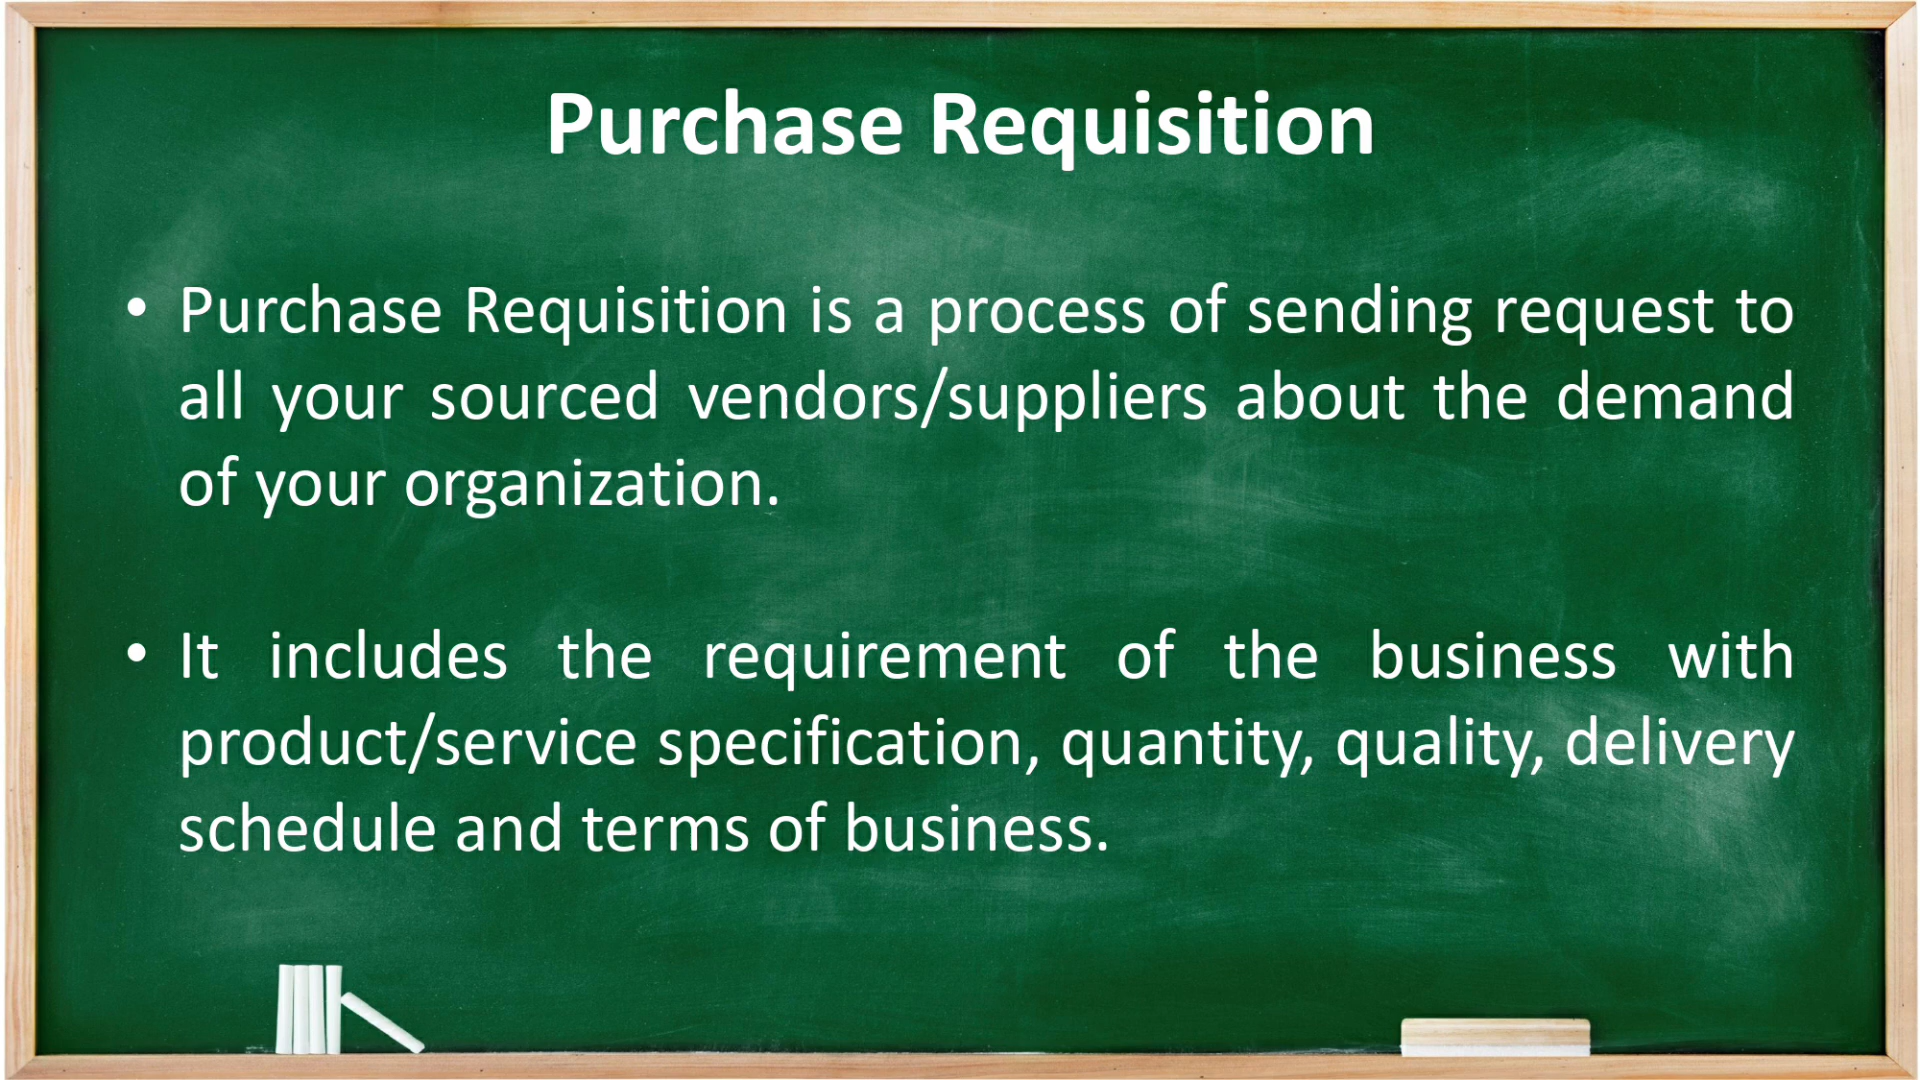 Purchase Requisition
• Purchase Requisition is a process of sending request to
all your sourced vendors/suppliers about the demand
of your organization.
• It includes the requirement of the business with
product/service specification, quantity, quality, delivery
schedule and terms of business.